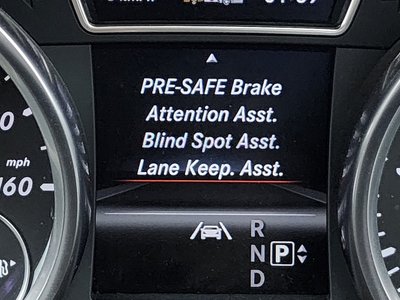 PRE-SAFE Brake
Attention Asst.
Blind Spot Asst.
Lane Keep. Asst.
mph
160
R
N P
D